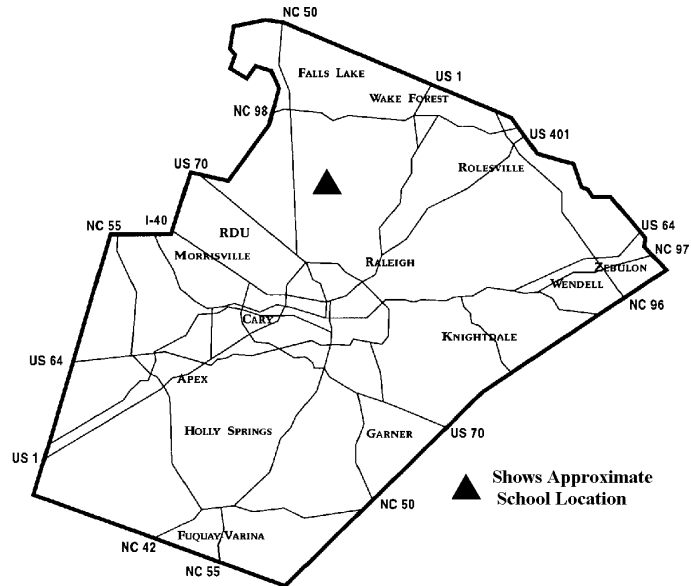 NC 50
FALLS LAKE
US 1
WAKE FOREST
NC 98
US 401
US 70
ROLESVILLE
NC 55
I-40
RDU
US 64
MORRISVILLE
RALEIGH
NC 97
ZEBULON
WENDELL
NC 96
CARY
KNIGHTDALE
US 64
APEX
HOLLY SPRINGS
GARNER
US 70
US 1
Shows Approximate
School Location
NC 50
FUQUAY-VARINA
NC 42
NC 55